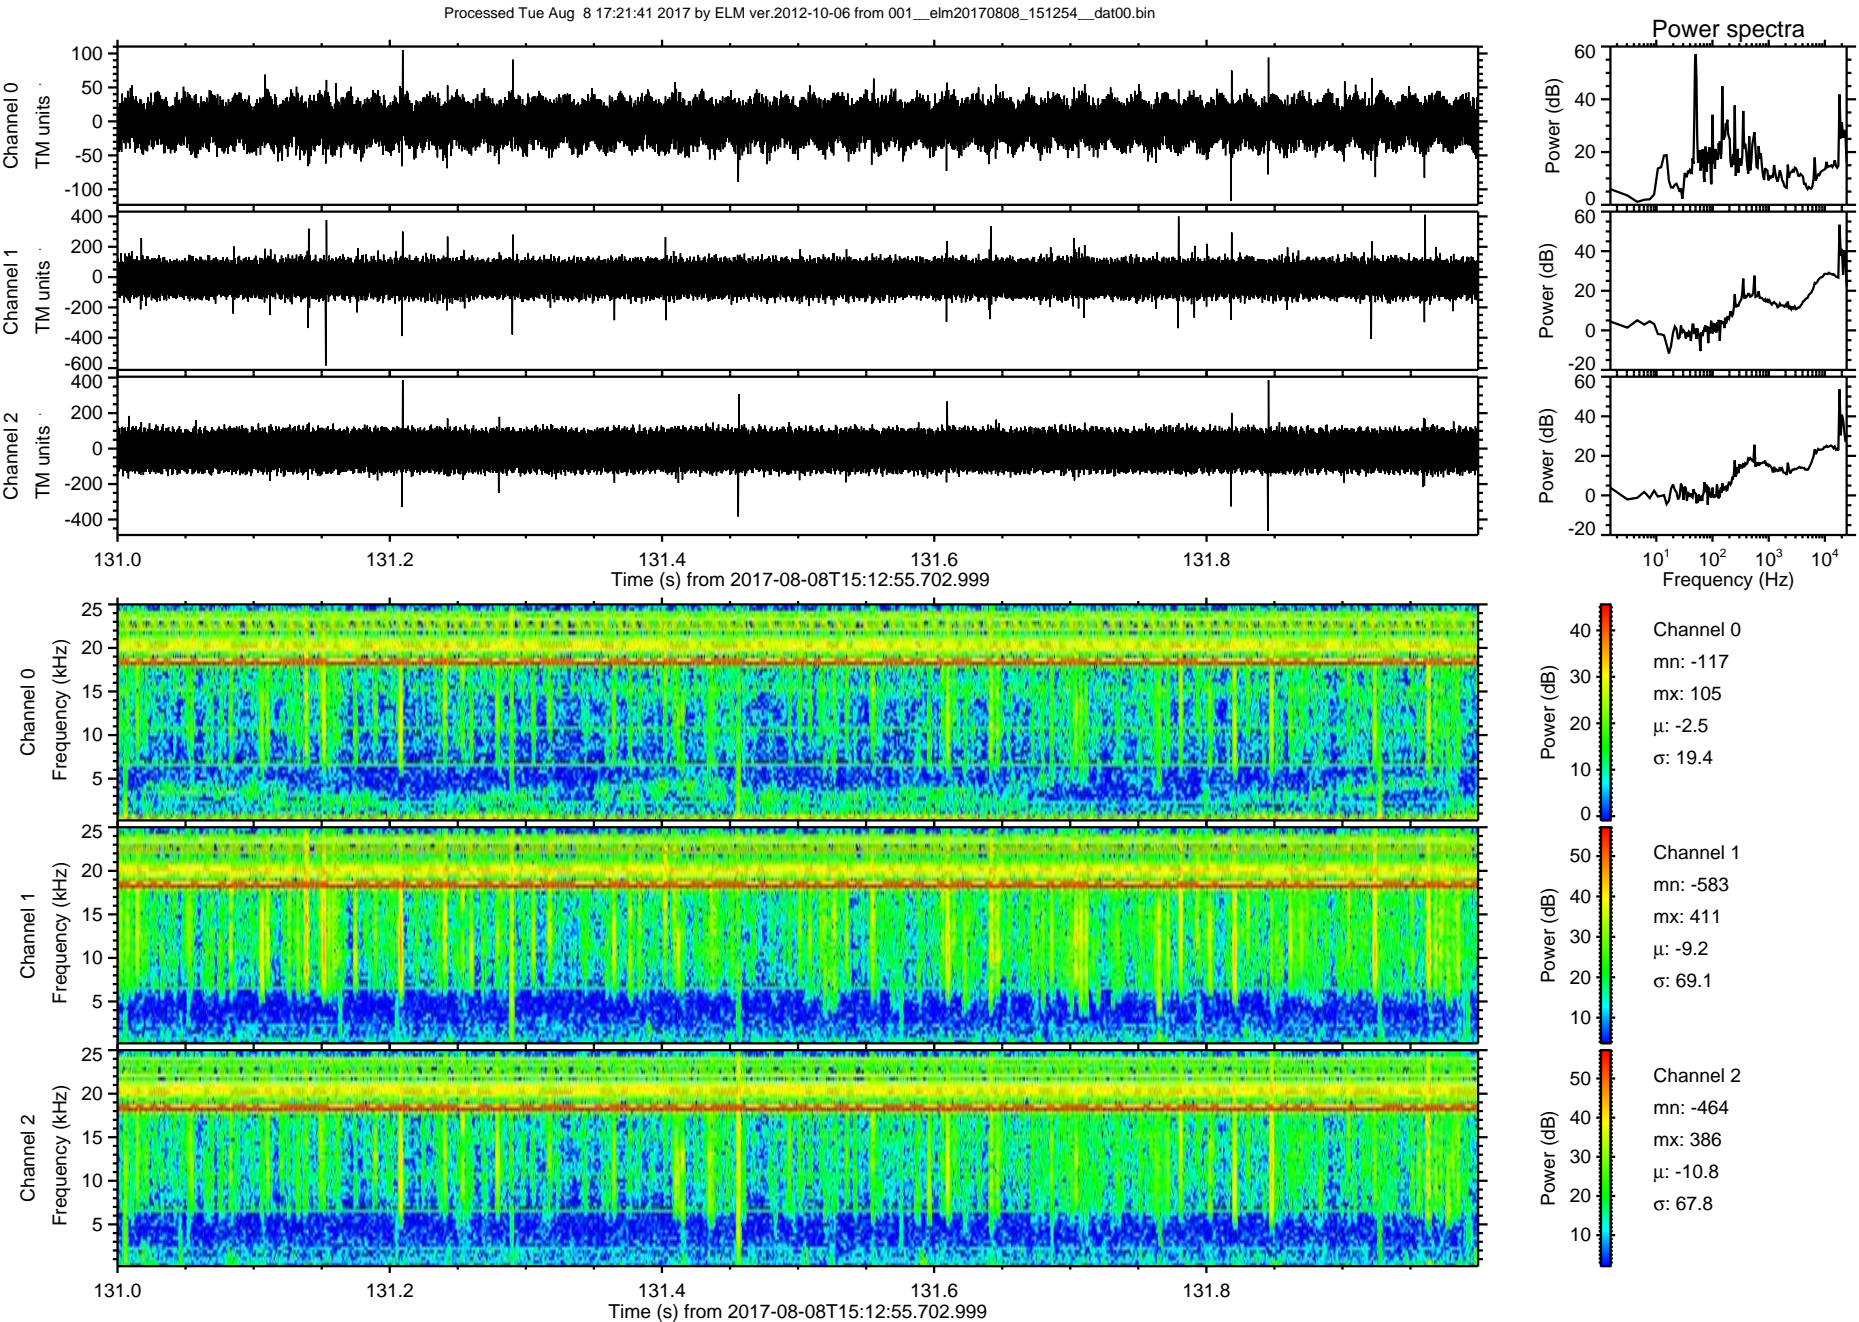 Processed Tue Aug  8 17:21:41 2017 by ELM ver.2012-10-06 from 001__elm20170808_151254__dat00.bin
Power spectra
Channel 0
TM units
100
50
0
-50
-100
Power (dB)
60
40
20
0
Channel 1
TM units
400
200
0
-200
-400
-600
Power (dB)
60
40
20
0
-20
Channel 2
TM units
400
200
0
-200
-400
Power (dB)
60
40
20
0
-20
131.0 131.2 131.4 131.6 131.8
Time (s) from 2017-08-08T15:12:55.702.999
10^1 10^2 10^3 10^4
Frequency (Hz)
Channel 0
Frequency (kHz)
25
20
15
10
5
Power (dB)
40
30
20
10
0
Channel 0
mn: -117
mx: 105
μ: -2.5
σ: 19.4
Channel 1
Frequency (kHz)
25
20
15
10
5
Power (dB)
50
40
30
20
10
Channel 1
mn: -583
mx: 411
μ: -9.2
σ: 69.1
Channel 2
Frequency (kHz)
25
20
15
10
5
Power (dB)
50
40
30
20
10
Channel 2
mn: -464
mx: 386
μ: -10.8
σ: 67.8
131.0 131.2 131.4 131.6 131.8
Time (s) from 2017-08-08T15:12:55.702.999